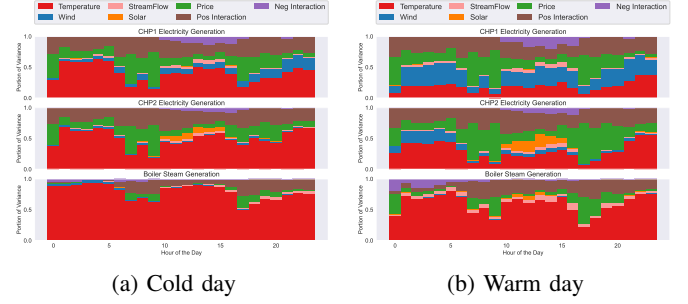 Temperature StreamFlow Price Neg Interaction
Wind Solar Pos Interaction
CHP1 Electricity Generation
1.0
0.5
0.0
Portion of Variance
CHP2 Electricity Generation
1.0
0.5
0.0
Portion of Variance
Boiler Steam Generation
1.0
0.5
0.0
Portion of Variance
0 5 10 15 20
Hour of the Day
(a) Cold day
Temperature StreamFlow Price Neg Interaction
Wind Solar Pos Interaction
CHP1 Electricity Generation
1.0
0.5
0.0
Portion of Variance
CHP2 Electricity Generation
1.0
0.5
0.0
Portion of Variance
Boiler Steam Generation
1.0
0.5
0.0
Portion of Variance
0 5 10 15 20
Hour of the Day
(b) Warm day